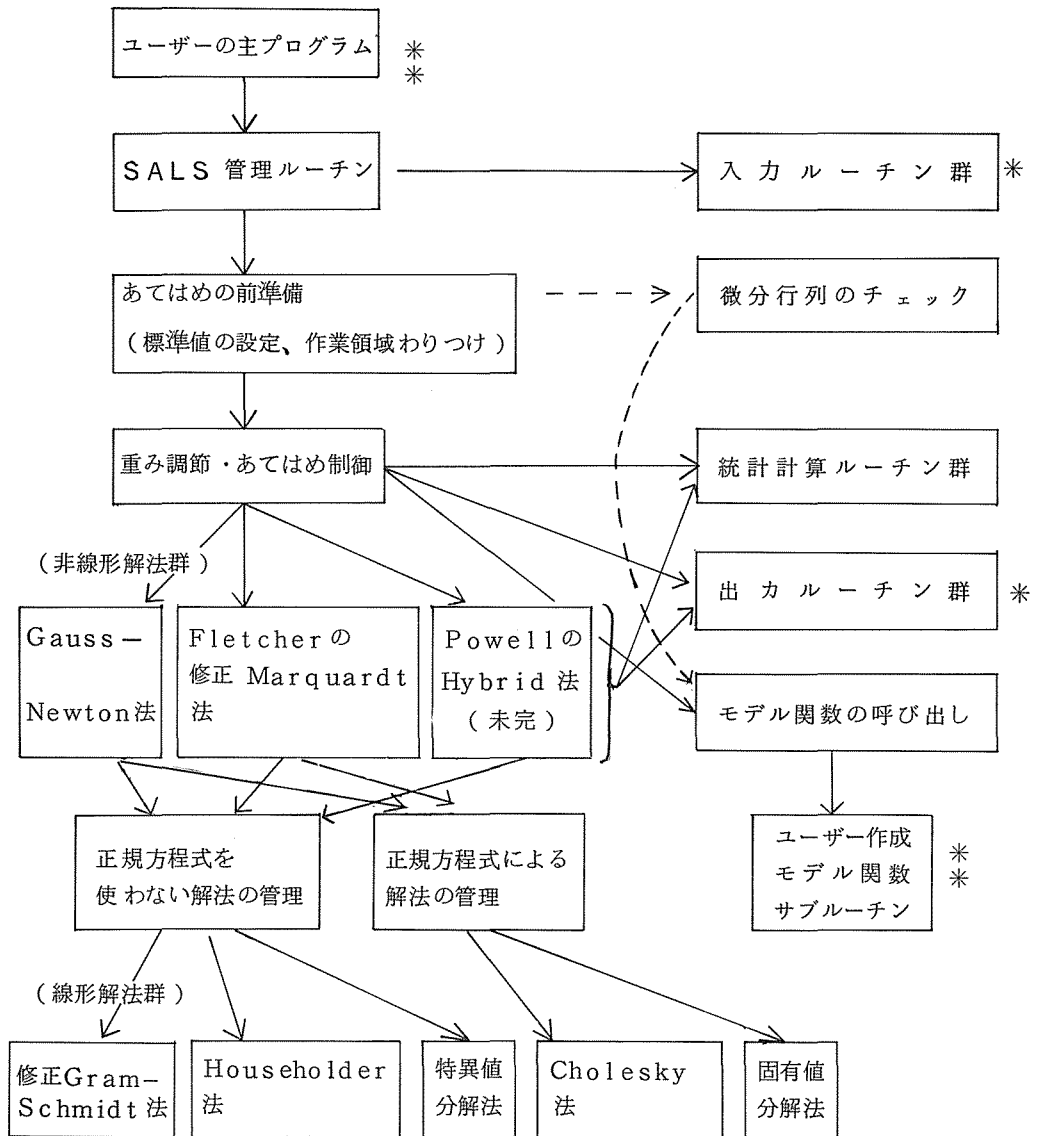 ユーザーの主プログラム
＊
＊
SALS 管理ルーチン
入力ルーチン群
＊
あてはめの前準備
（標準値の設定、作業領域わりつけ）
微分行列のチェック
重み調節・あてはめ制御
統計計算ルーチン群
（非線形解法群）
出力ルーチン群
＊
Gauss－
Newton法
Fletcherの
修正 Marquardt
法
Powellの
Hybrid 法
（未完）
モデル関数の呼び出し
正規方程式を
使わない解法の管理
正規方程式による
解法の管理
ユーザー作成
モデル関数
サブルーチン
＊
＊
（線形解法群）
修正Gram－
Schmidt 法
Householder
法
特異値
分解法
Cholesky
法
固有値
分解法